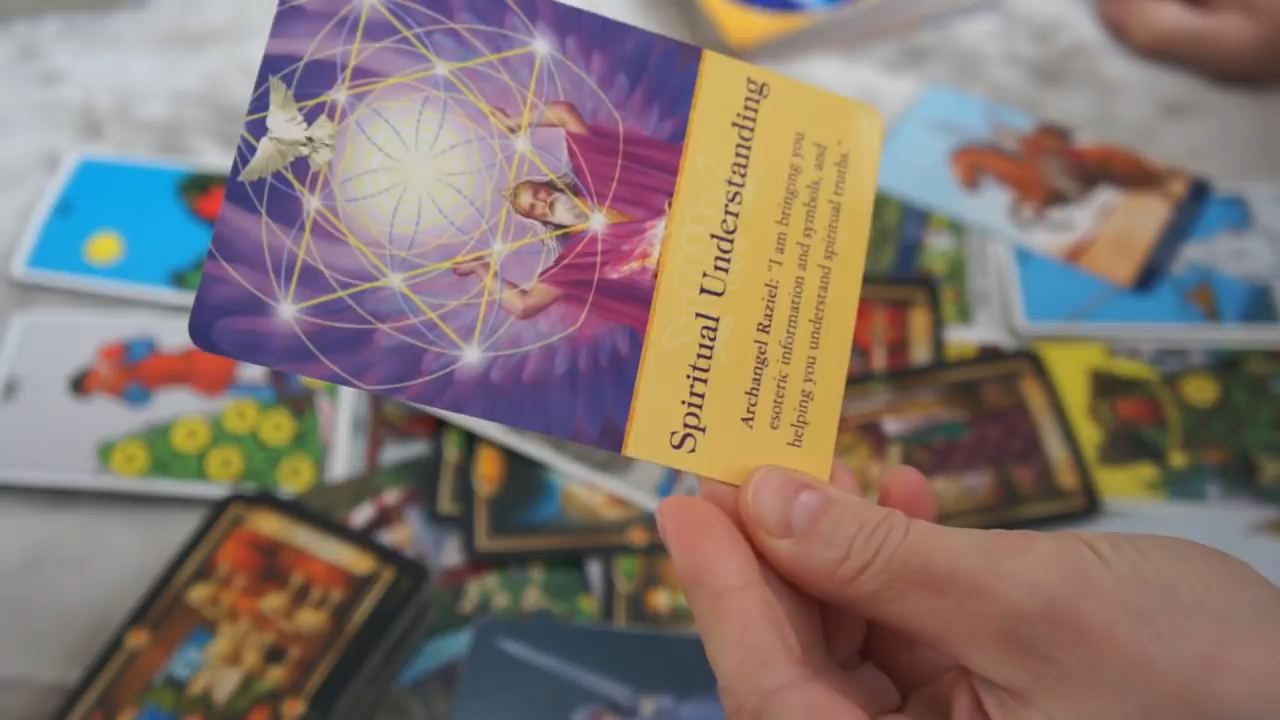 Spiritual Understanding
Archangel Raziel: "I am bringing you
esoteric information and symbols, and
helping you understand spiritual truths."